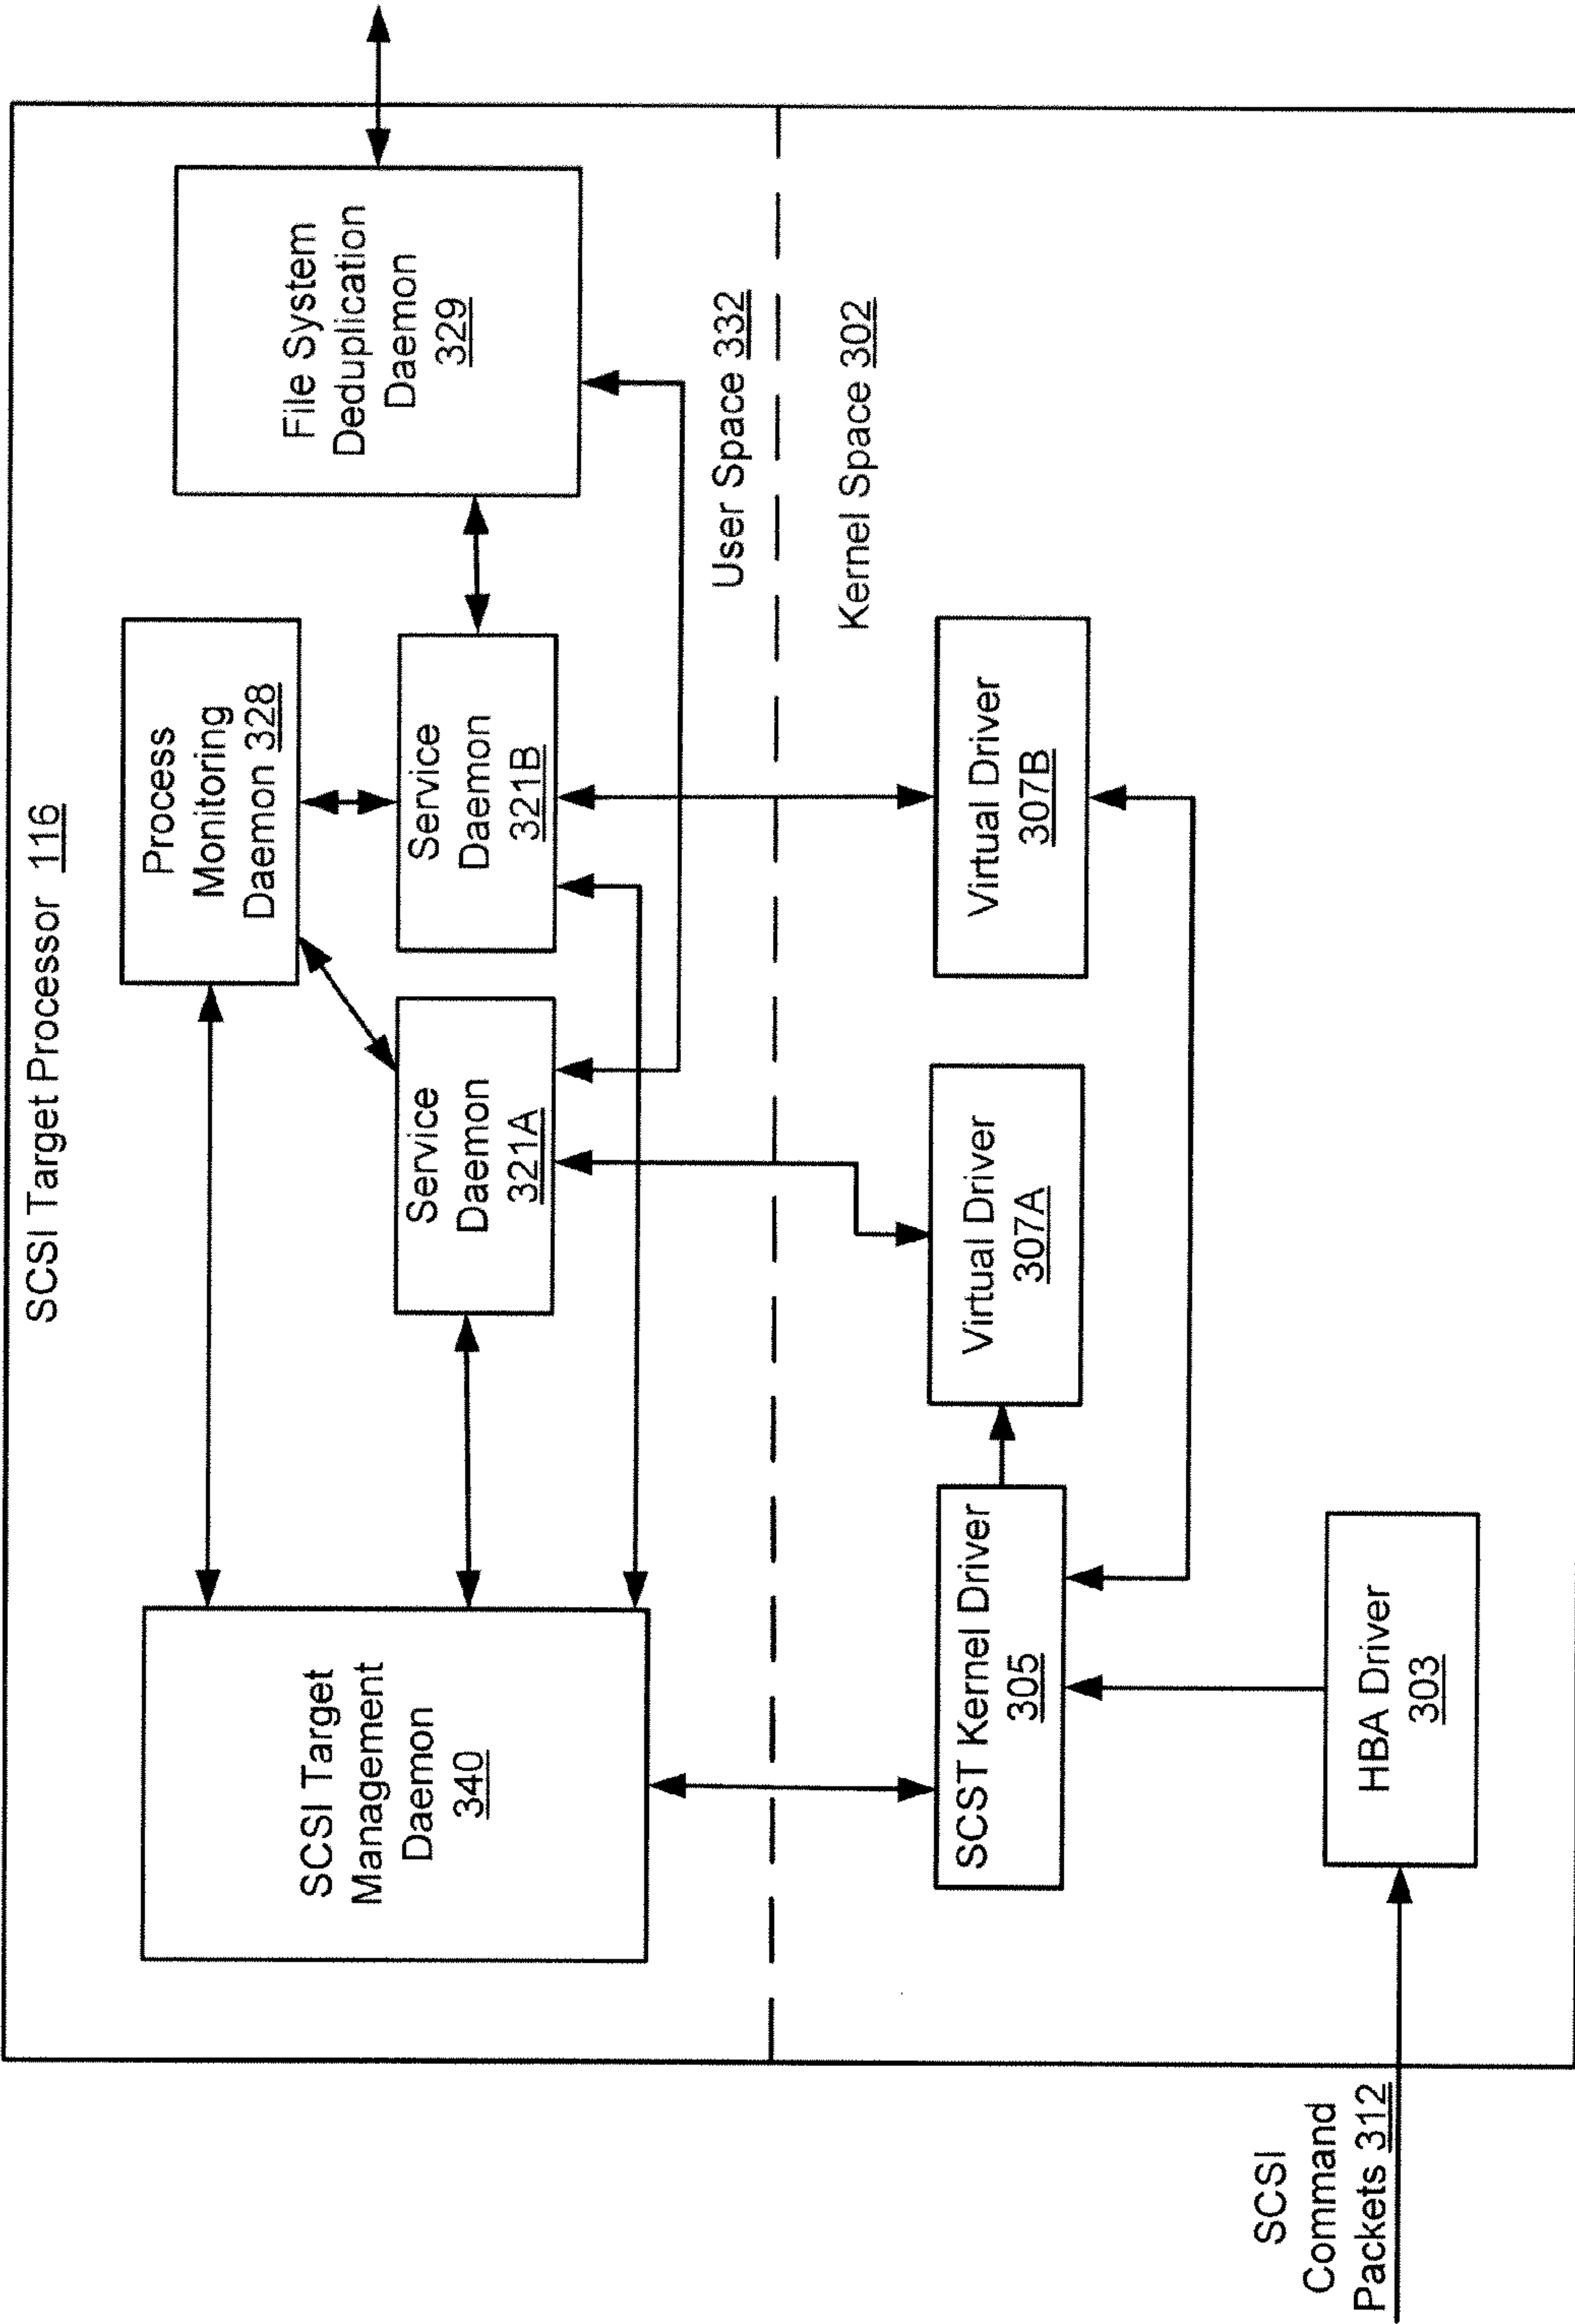 SCSI Target Processor 116
SCSI Target
Management
Daemon
340
Process
Monitoring
Daemon 328
Service
Daemon
321A
Service
Daemon
321B
File System
Deduplication
Daemon
329
User Space 332
Kernel Space 302
SCST Kernel Driver
305
Virtual Driver
307A
Virtual Driver
307B
HBA Driver
303
SCSI
Command
Packets 312